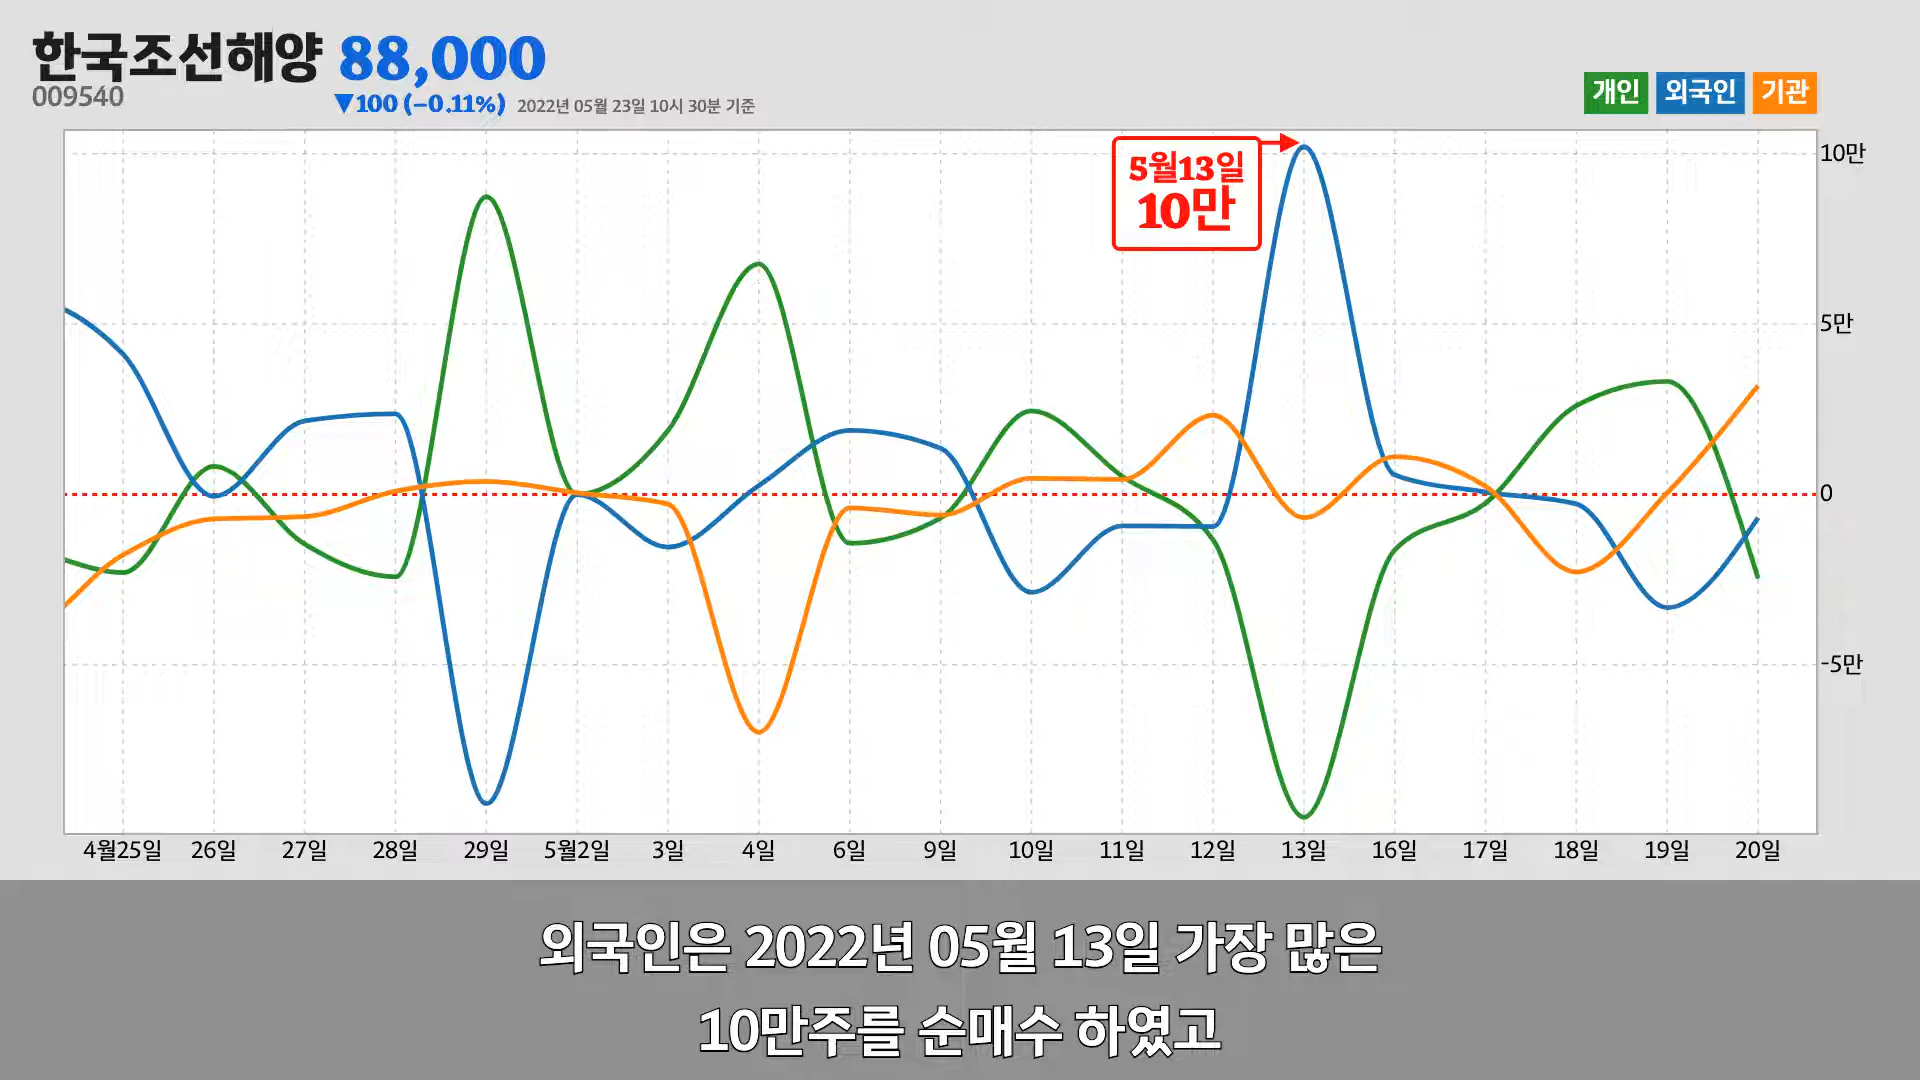 한국조선해양 88,000
009540
▼100 (−0.11%) 2022년 05월 23일 10시 30분 기준
개인 외국인 기관
5월13일
10만
10만
5만
0
-5만
4월25일 26일 27일 28일 29일 5월2일 3일 4일 6일 9일 10일 11일 12일 13일 16일 17일 18일 19일 20일
외국인은 2022년 05월 13일 가장 많은
10만주를 순매수 하였고